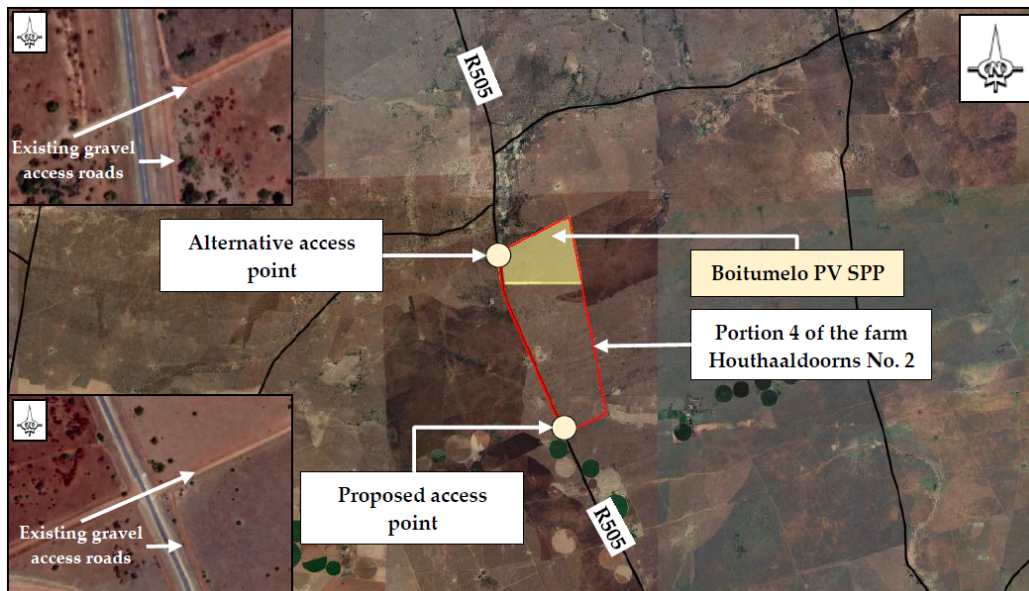 Existing gravel
access roads
R505
Alternative access
point
Boitumelo PV SPP
Portion 4 of the farm
Houthaaldoorns No. 2
Proposed access
point
Existing gravel
access roads
R505